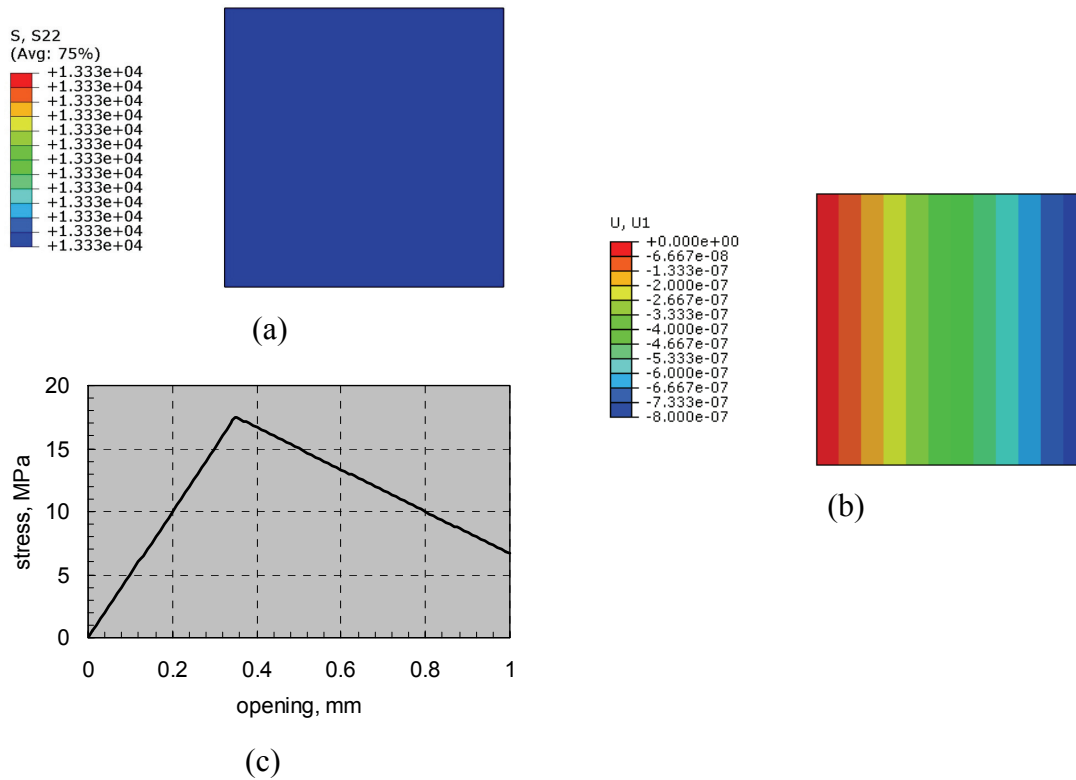 S, S22
(Avg: 75%)
+1.333e+04
+1.333e+04
+1.333e+04
+1.333e+04
+1.333e+04
+1.333e+04
+1.333e+04
+1.333e+04
+1.333e+04
+1.333e+04
+1.333e+04
+1.333e+04
+1.333e+04
(a)
U, U1
+0.000e+00
-6.667e-08
-1.333e-07
-2.000e-07
-2.667e-07
-3.333e-07
-4.000e-07
-4.667e-07
-5.333e-07
-6.000e-07
-6.667e-07
-7.333e-07
-8.000e-07
(b)
20
15
10
5
0
stress, MPa
0 0.2 0.4 0.6 0.8 1
opening, mm
(c)